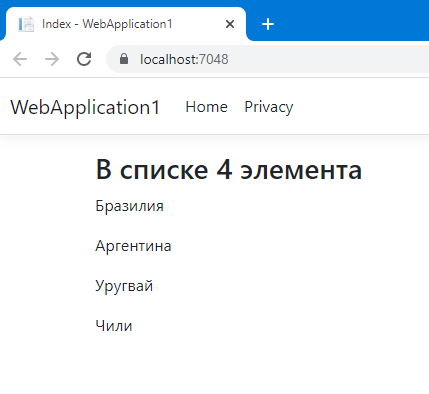 Index - WebApplication1
localhost:7048
WebApplication1 Home Privacy
В списке 4 элемента
Бразилия
Аргентина
Уругвай
Чили